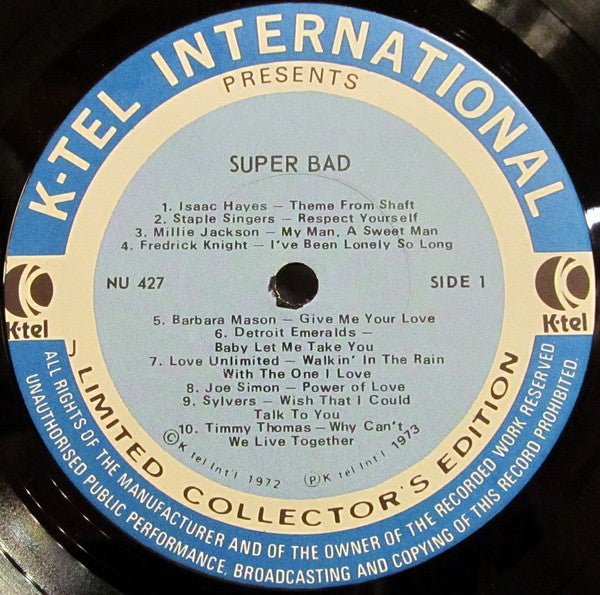 K-TEL INTERNATIONAL
PRESENTS
SUPER BAD
1. Isaac Hayes — Theme From Shaft
2. Staple Singers — Respect Yourself
3. Millie Jackson — My Man, A Sweet Man
4. Fredrick Knight — I've Been Lonely So Long
NU 427
SIDE 1
K-tel
K-tel
5. Barbara Mason — Give Me Your Love
6. Detroit Emeralds —
Baby Let Me Take You
7. Love Unlimited — Walkin' In The Rain
With The One I Love
8. Joe Simon — Power of Love
9. Sylvers — Wish That I Could
Talk To You
10. Timmy Thomas — Why Can't
We Live Together
©K tel Int'l 1972 ℗K tel Int'l 1973
LIMITED COLLECTOR'S EDITION
ALL RIGHTS OF THE MANUFACTURER AND OF THE OWNER OF THE RECORDED WORK RESERVED
UNAUTHORISED PUBLIC PERFORMANCE, BROADCASTING AND COPYING OF THIS RECORD PROHIBITED.